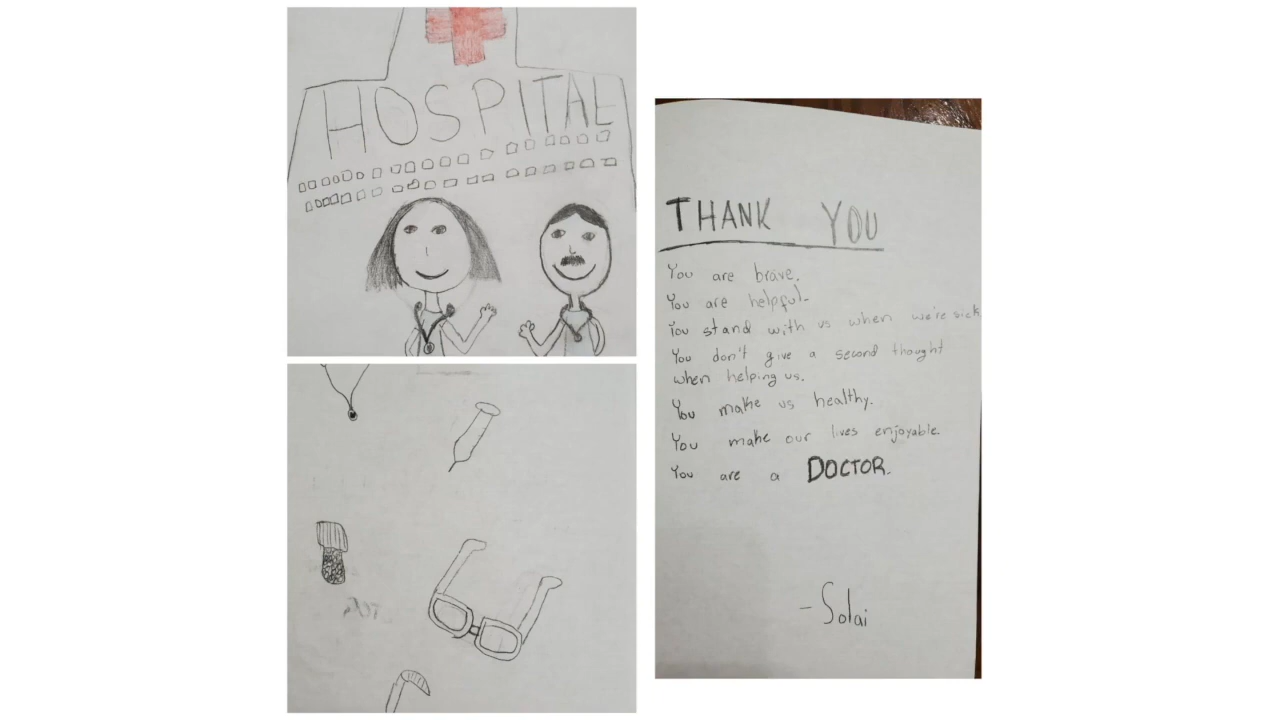 HOSPITAL
THANK YOU
You are brave.
You are helpful.
You stand with us when we're sick
You don't give a second thought
when helping us.
You make us healthy.
You make our lives enjoyable.
You are a DOCTOR.
- Solai